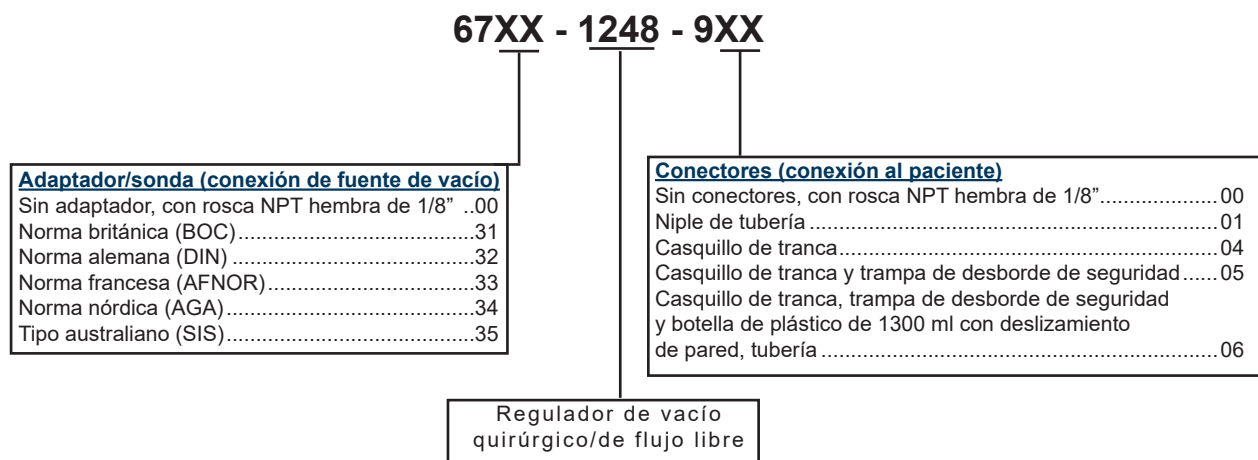 67XX - 1248 - 9XX
Adaptador/sonda (conexión de fuente de vacío)
Sin adaptador, con rosca NPT hembra de 1/8” ..00
Norma británica (BOC)..........................................31
Norma alemana (DIN)...........................................32
Norma francesa (AFNOR).....................................33
Norma nórdica (AGA)............................................34
Tipo australiano (SIS)............................................35
Conectores (conexión al paciente)
Sin conectores, con rosca NPT hembra de 1/8”.....................00
Niple de tubería .........................................................................01
Casquillo de tranca....................................................................04
Casquillo de tranca y trampa de desborde de seguridad......05
Casquillo de tranca, trampa de desborde de seguridad
y botella de plástico de 1300 ml con deslizamiento
de pared, tubería .......................................................................06
Regulador de vacío
quirúrgico/de flujo libre